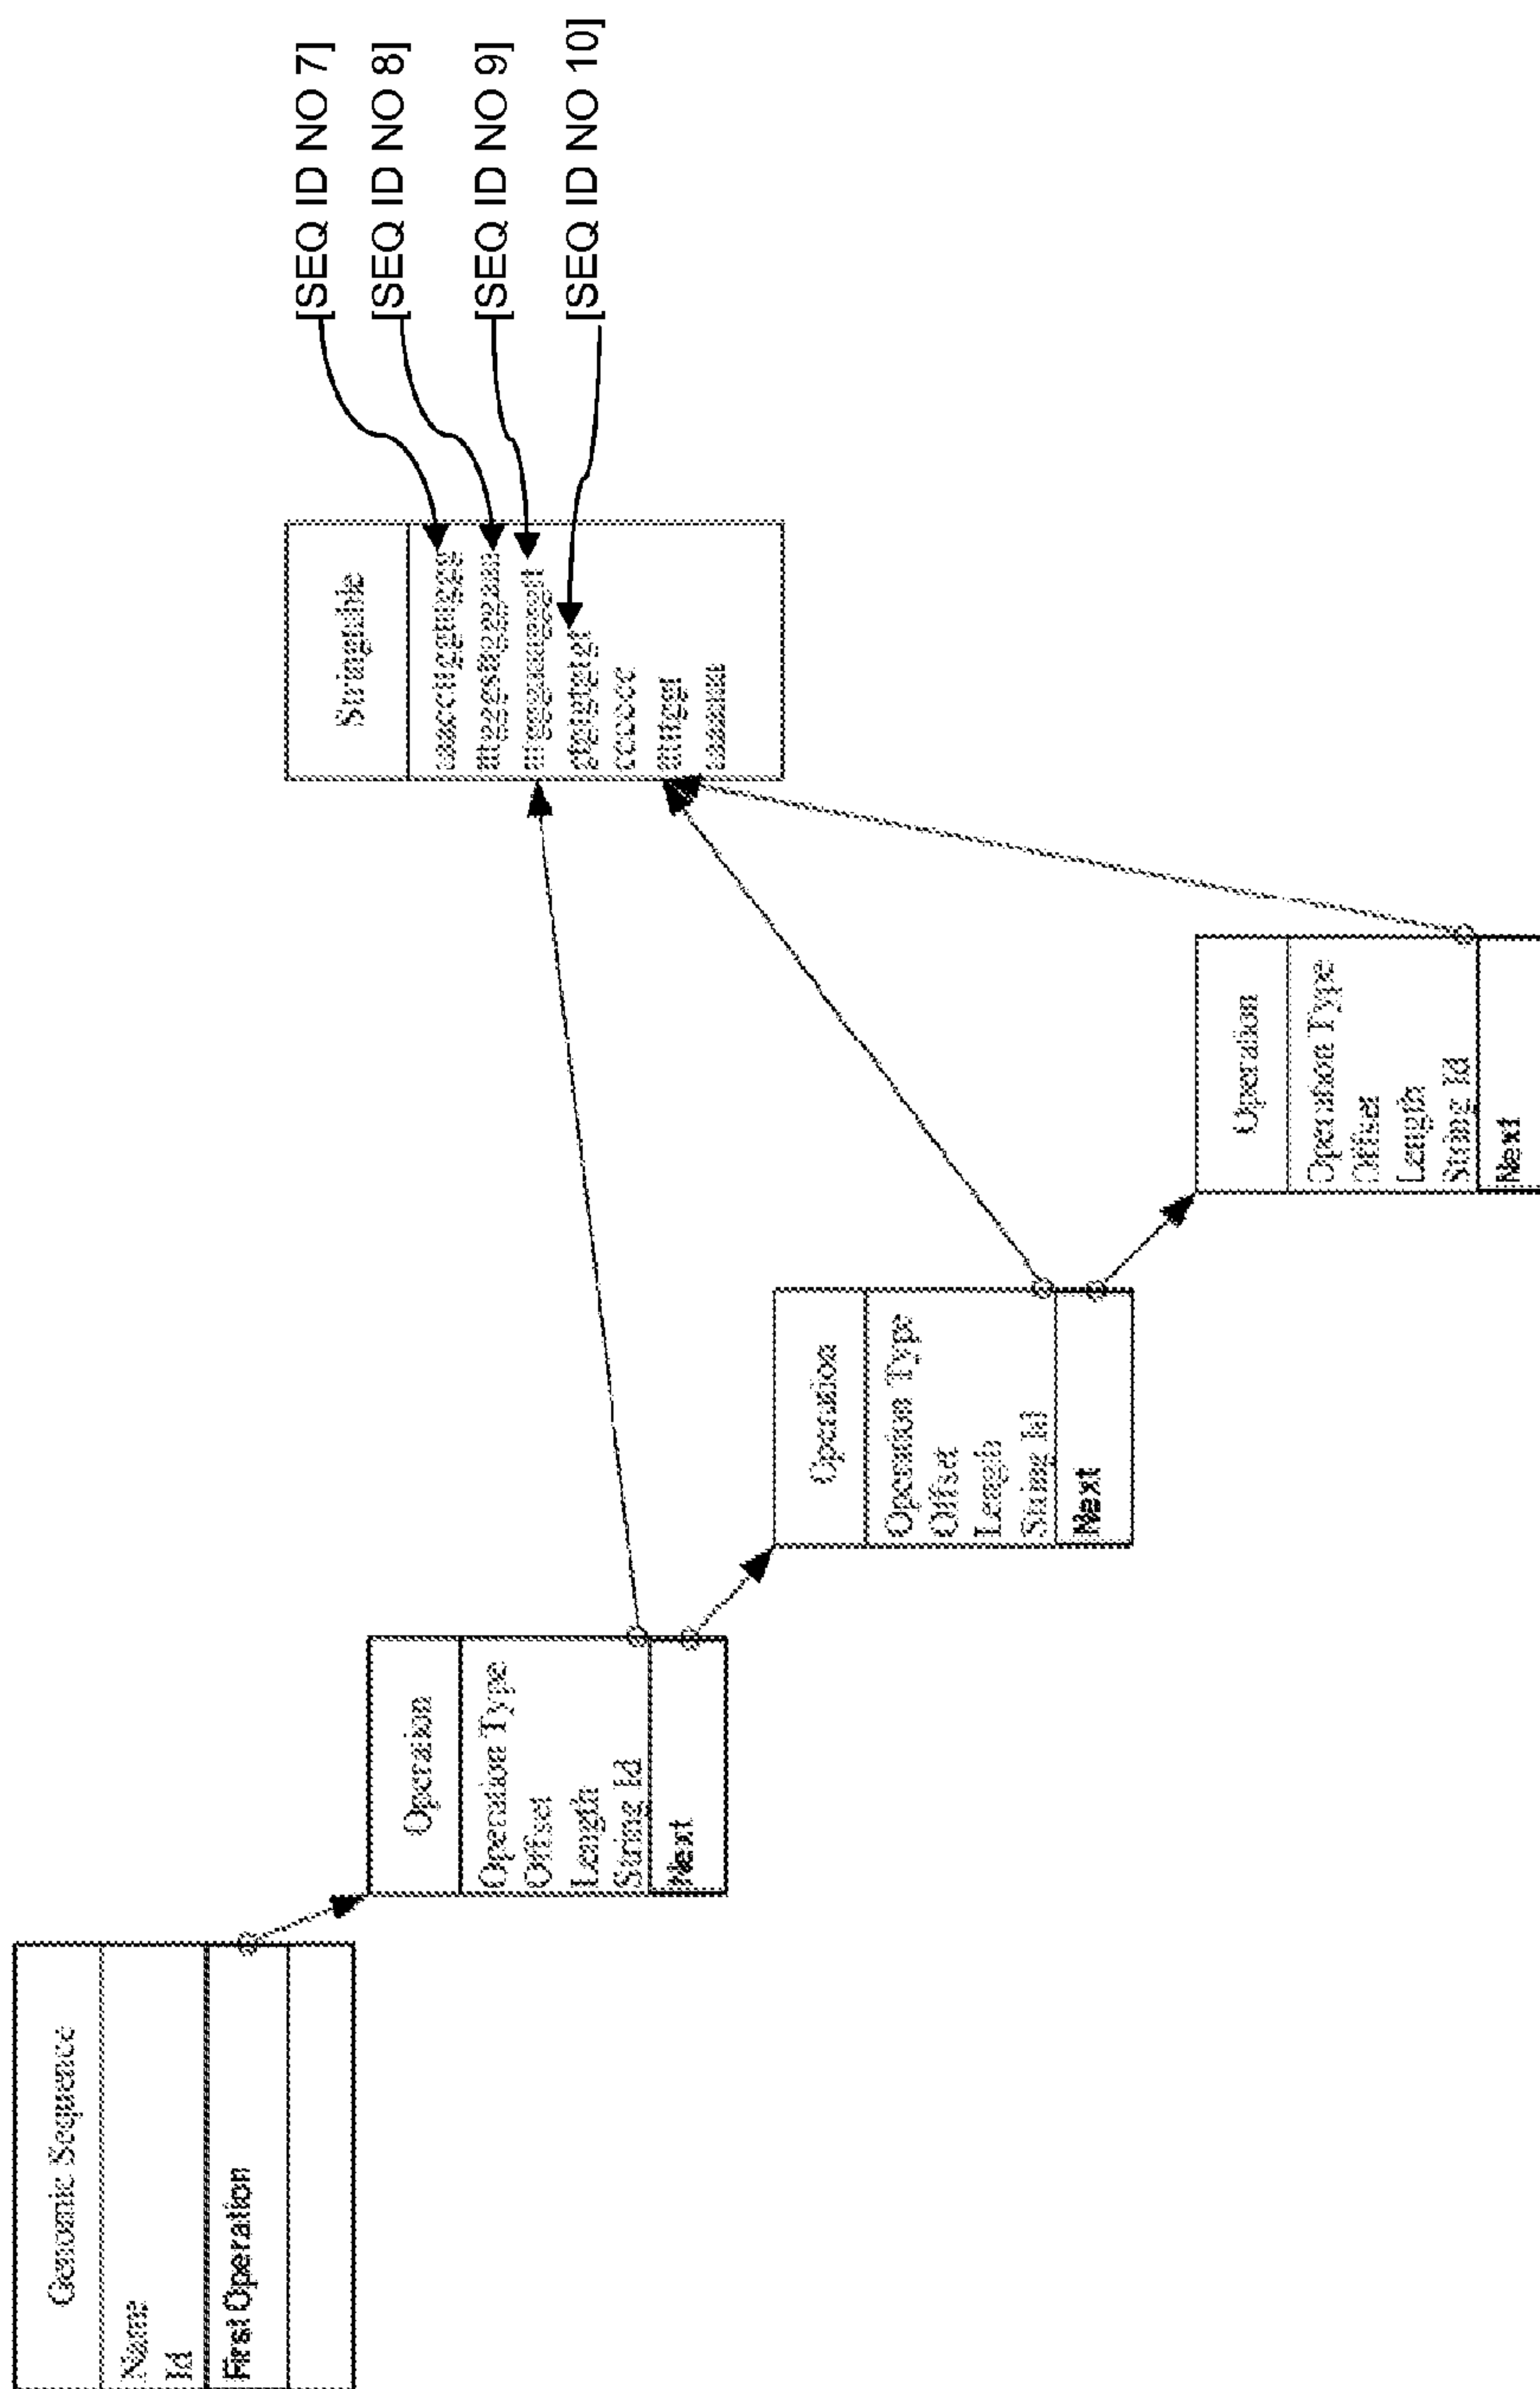 Genomic Sequence
Name
Id
First Operation
Operation
Operation Type
Offset
Length
String Id
Next
Operation
Operation Type
Offset
Length
String Id
Next
Operation
Operation Type
Offset
Length
String Id
Next
cccccc
[SEQ ID NO 7]
[SEQ ID NO 8]
[SEQ ID NO 9]
[SEQ ID NO 10]